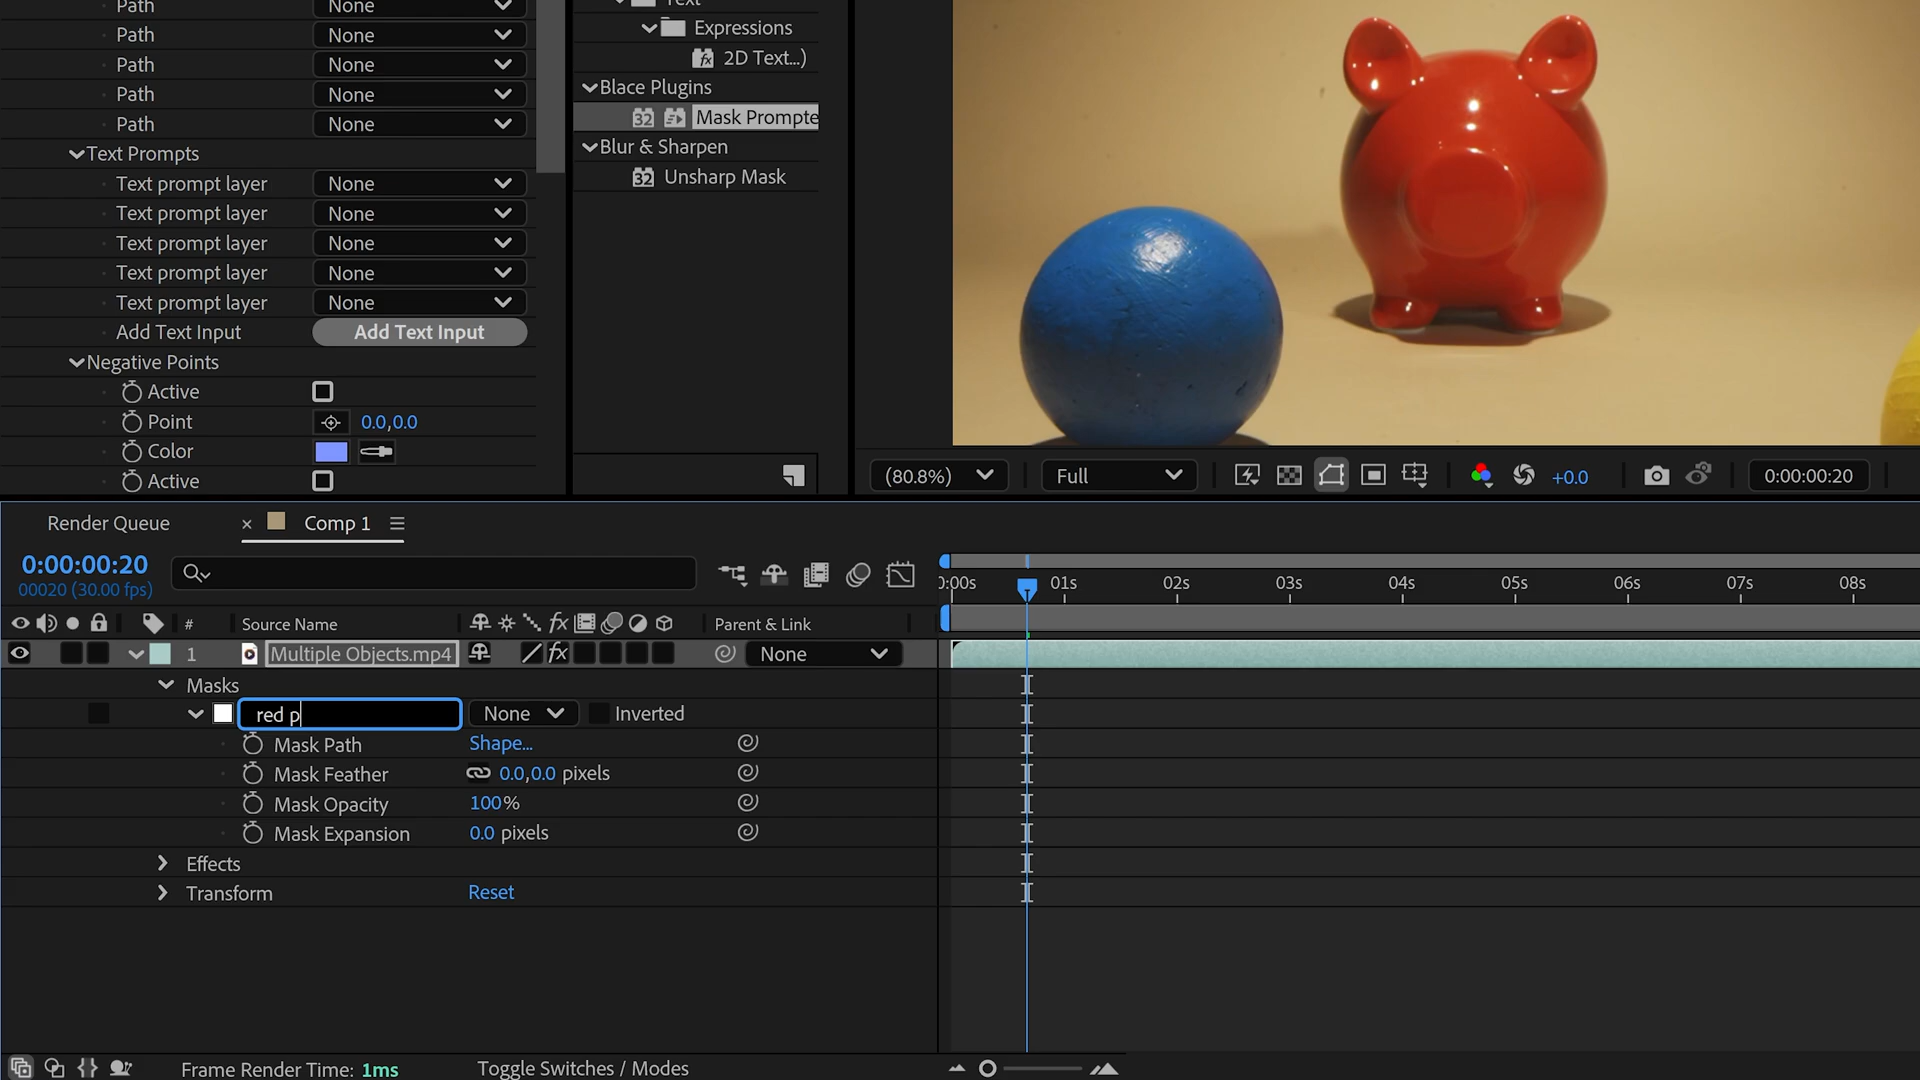 Path None
Path None
Path None
Path None
Path None
Text Prompts
Text prompt layer None
Text prompt layer None
Text prompt layer None
Text prompt layer None
Text prompt layer None
Add Text Input Add Text Input
Negative Points
Active
Point 0.0,0.0
Color
Active
Text
Expressions
2D Text...)
Blace Plugins
32 Mask Prompte
Blur & Sharpen
32 Unsharp Mask
(80.8%) Full +0.0 0:00:00:20
Render Queue × Comp 1
0:00:00:20
00020 (30.00 fps)
0:00s 01s 02s 03s 04s 05s 06s 07s 08s
# Source Name fx Parent & Link
1 Multiple Objects.mp4 fx None
Masks
red p None Inverted
Mask Path Shape...
Mask Feather 0.0,0.0 pixels
Mask Opacity 100%
Mask Expansion 0.0 pixels
Effects
Transform Reset
Frame Render Time: 1ms Toggle Switches / Modes